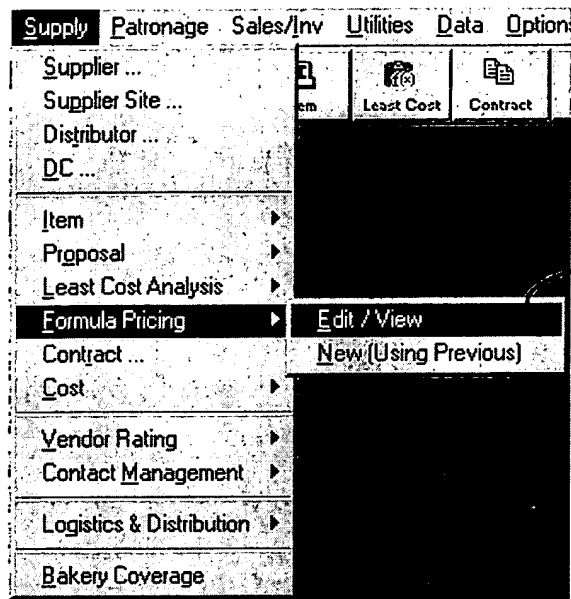 Supply Patronage Sales/Inv Utilities Data Option
Supplier ...
Supplier Site ...
em Least Cost Contract
Distributor ...
DC ...
Item
Proposal
Least Cost Analysis
Formula Pricing Edit / View
Contract ... New (Using Previous)
Cost
Vendor Rating
Contact Management
Logistics & Distribution
Bakery Coverage